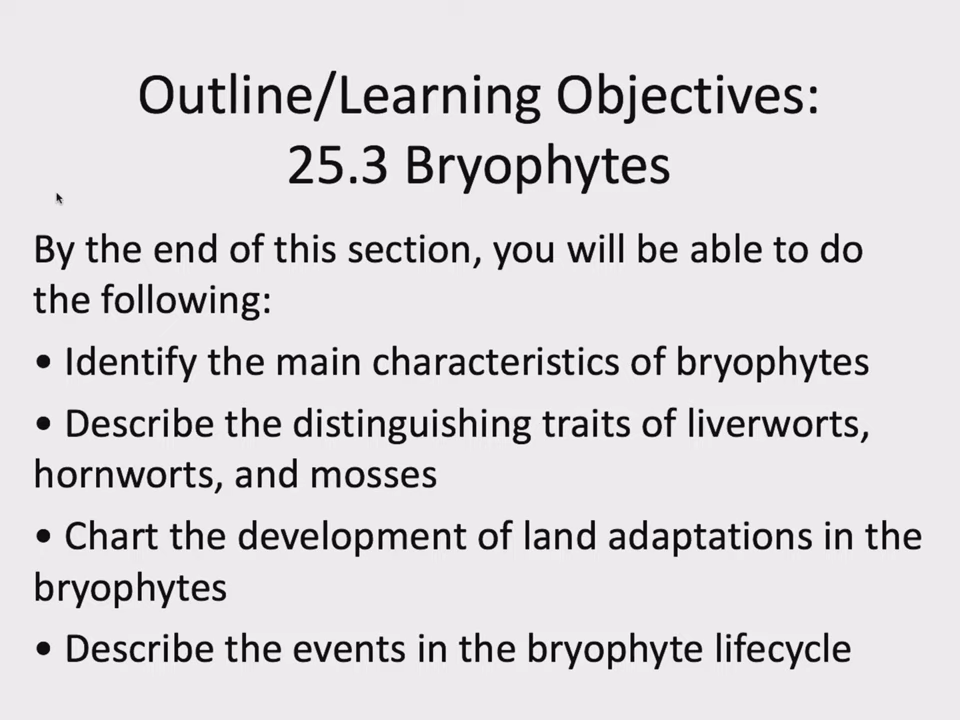 Outline/Learning Objectives:
25.3 Bryophytes
By the end of this section, you will be able to do
the following:
• Identify the main characteristics of bryophytes
• Describe the distinguishing traits of liverworts,
hornworts, and mosses
• Chart the development of land adaptations in the
bryophytes
• Describe the events in the bryophyte lifecycle